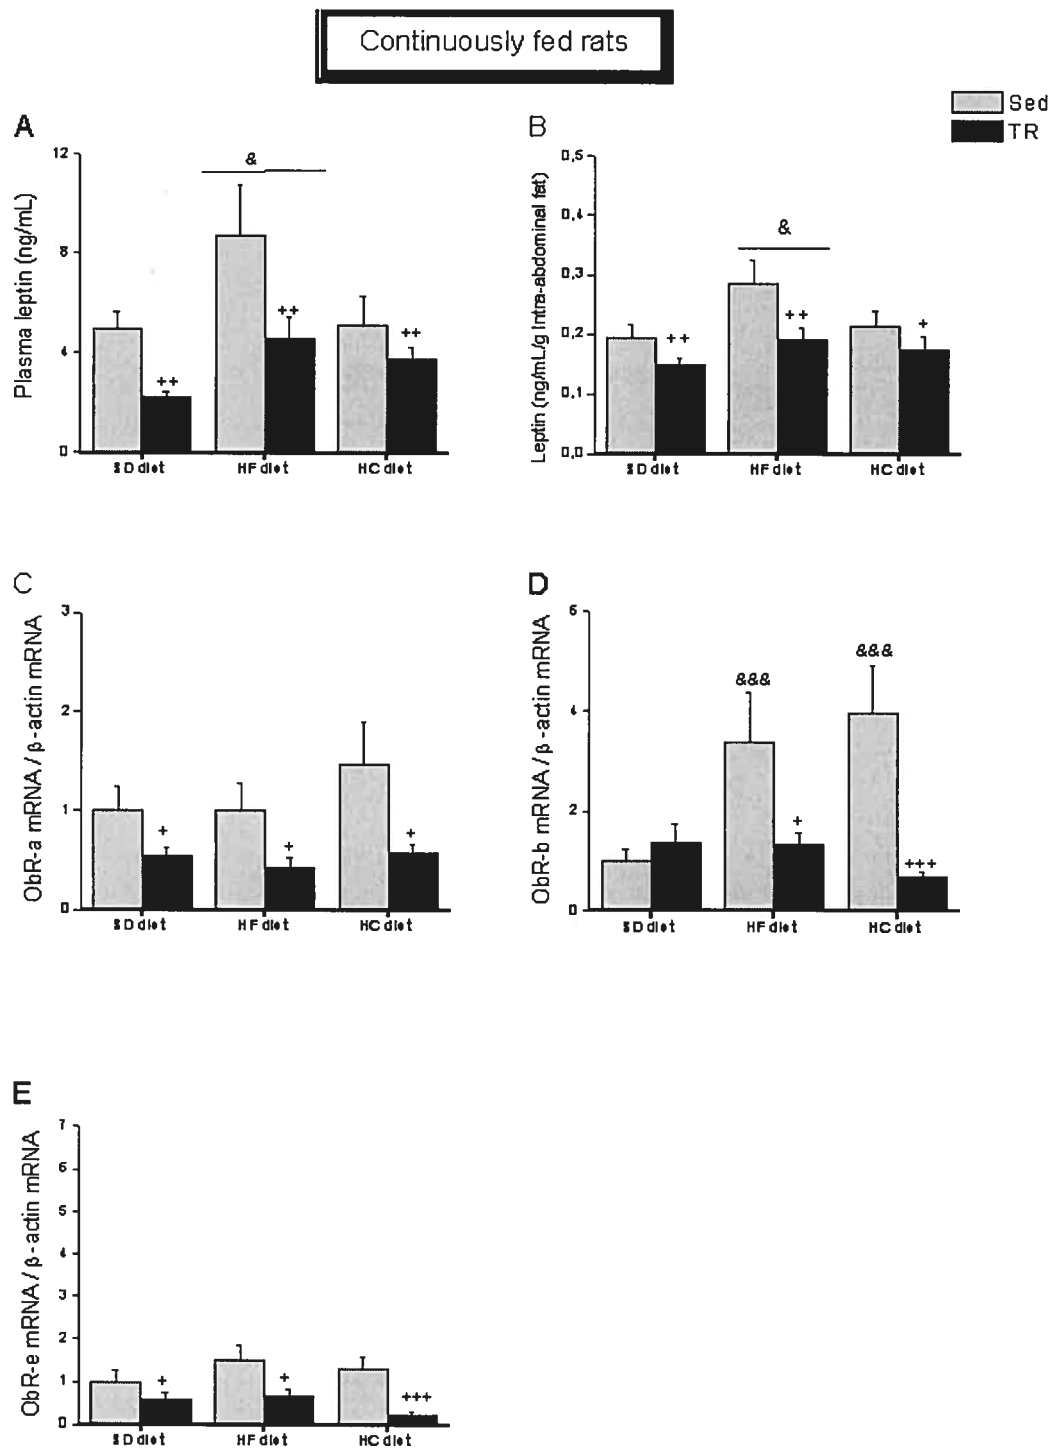 Continuously fed rats
Sed
TR
A
Plasma leptin (ng/mL)
12
8
4
0
&
++
++
++
SD diet
HF diet
HC diet
B
Leptin (ng/mL/g Intra-abdominal fat)
0,5
0,4
0,3
0,2
0,1
0,0
&
++
++
+
SD diet
HF diet
HC diet
C
ObR-a mRNA / β-actin mRNA
3
2
1
0
+
+
+
SD diet
HF diet
HC diet
D
ObR-b mRNA / β-actin mRNA
6
4
2
0
&&&
+
&&&
+++
SD diet
HF diet
HC diet
E
ObR-e mRNA / β-actin mRNA
7
6
5
4
3
2
1
0
+
+
+++
SD diet
HF diet
HC diet